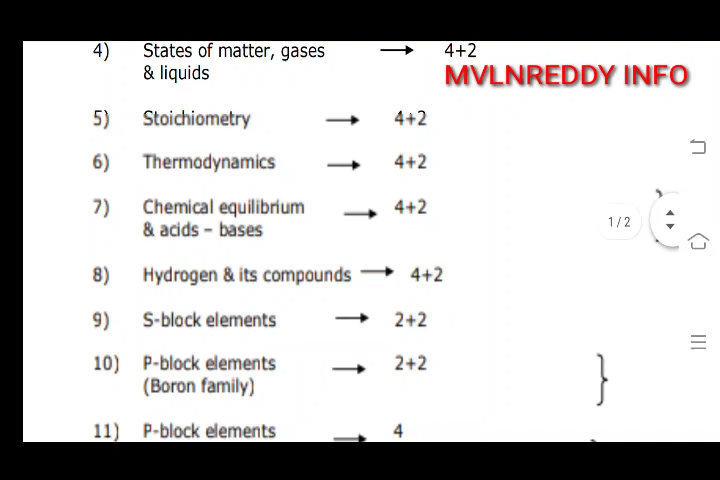 4) States of matter, gases → 4+2
& liquids
MVLNREDDY INFO
5) Stoichiometry → 4+2
6) Thermodynamics → 4+2
7) Chemical equilibrium → 4+2
& acids – bases
1/2
8) Hydrogen & its compounds → 4+2
9) S-block elements → 2+2
10) P-block elements → 2+2 }
(Boron family)
11) P-block elements → 4